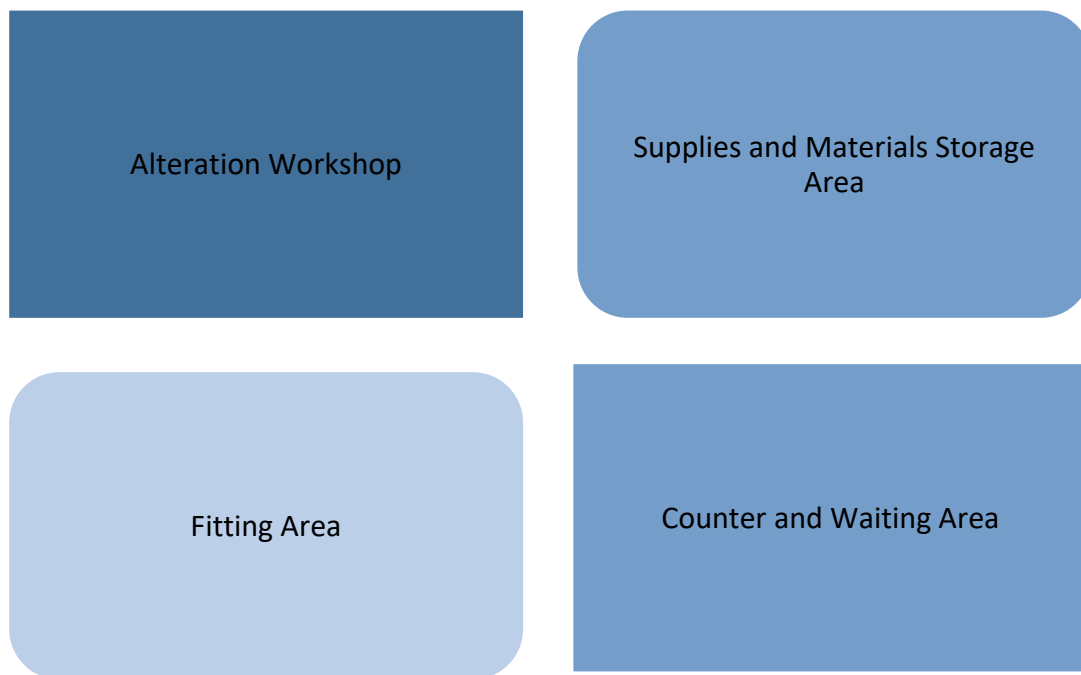 Alteration Workshop
Supplies and Materials Storage
Area
Fitting Area
Counter and Waiting Area